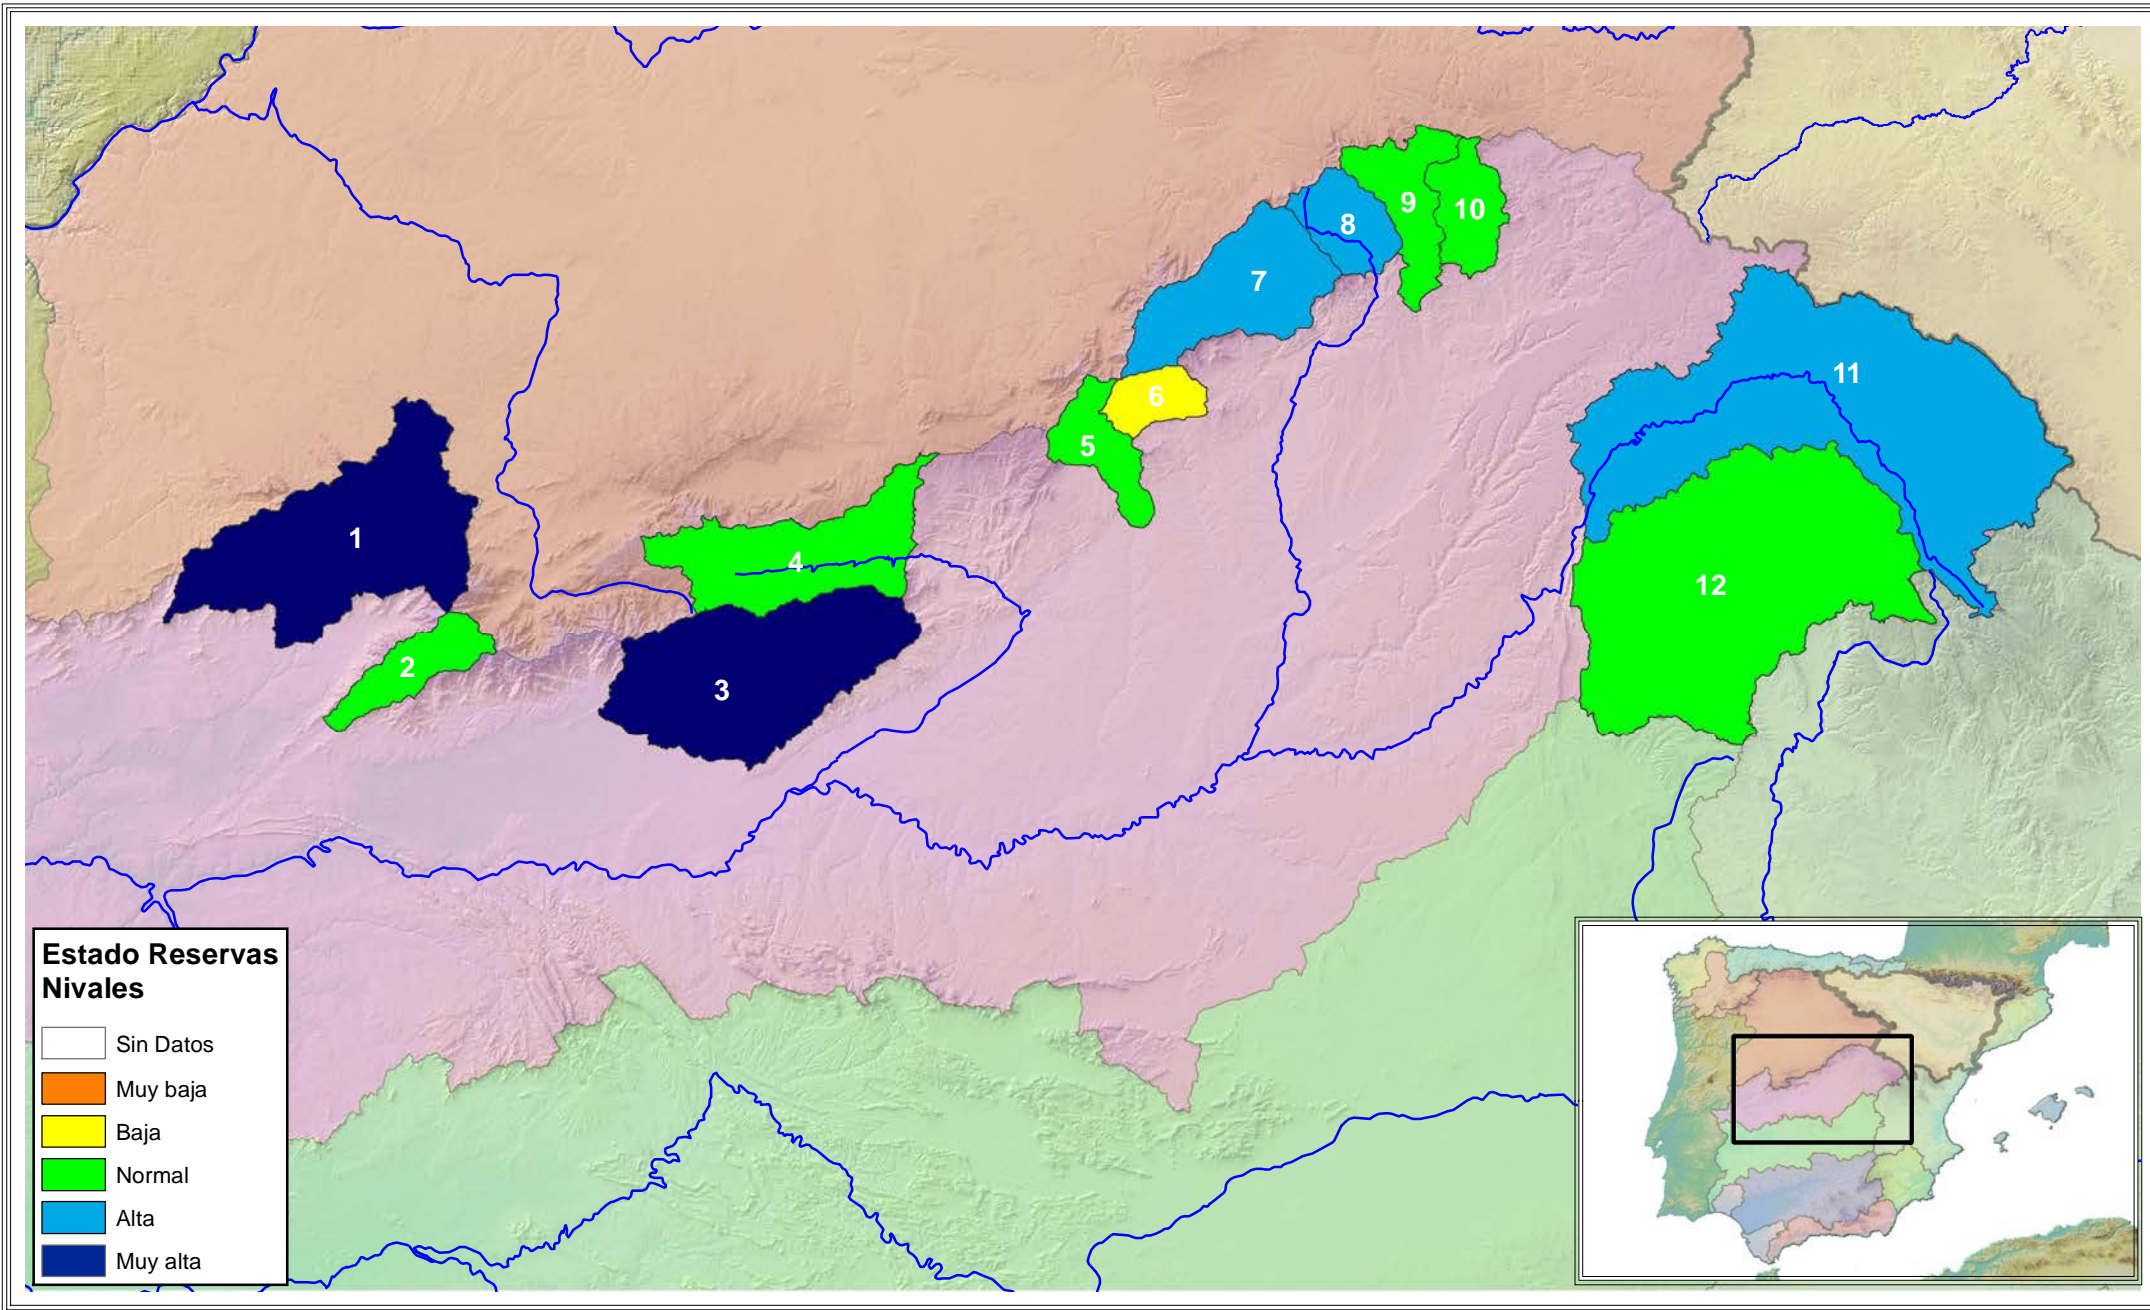 9
10
8
7
11
6
5
1
4
12
2
3
Estado Reservas
Nivales
Sin Datos
Muy baja
Baja
Normal
Alta
Muy alta